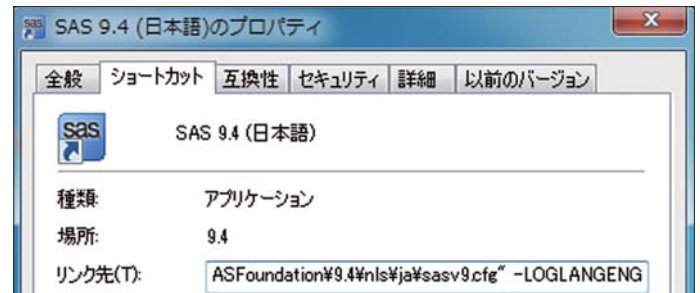 SAS 9.4 (日本語)のプロパティ
全般 ショートカット 互換性 セキュリティ 詳細 以前のバージョン
sas
SAS 9.4 (日本語)
種類: アプリケーション
場所: 9.4
リンク先(T): ASFoundation¥9.4¥nls¥ja¥sasv9.cfg" -LOGLANGENG